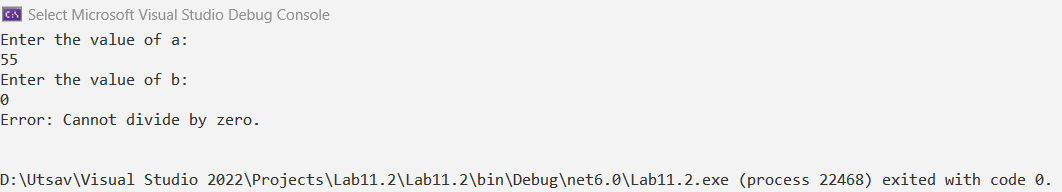 C:\ Select Microsoft Visual Studio Debug Console
Enter the value of a:
55
Enter the value of b:
0
Error: Cannot divide by zero.
D:\Utsav\Visual Studio 2022\Projects\Lab11.2\Lab11.2\bin\Debug\net6.0\Lab11.2.exe (process 22468) exited with code 0.